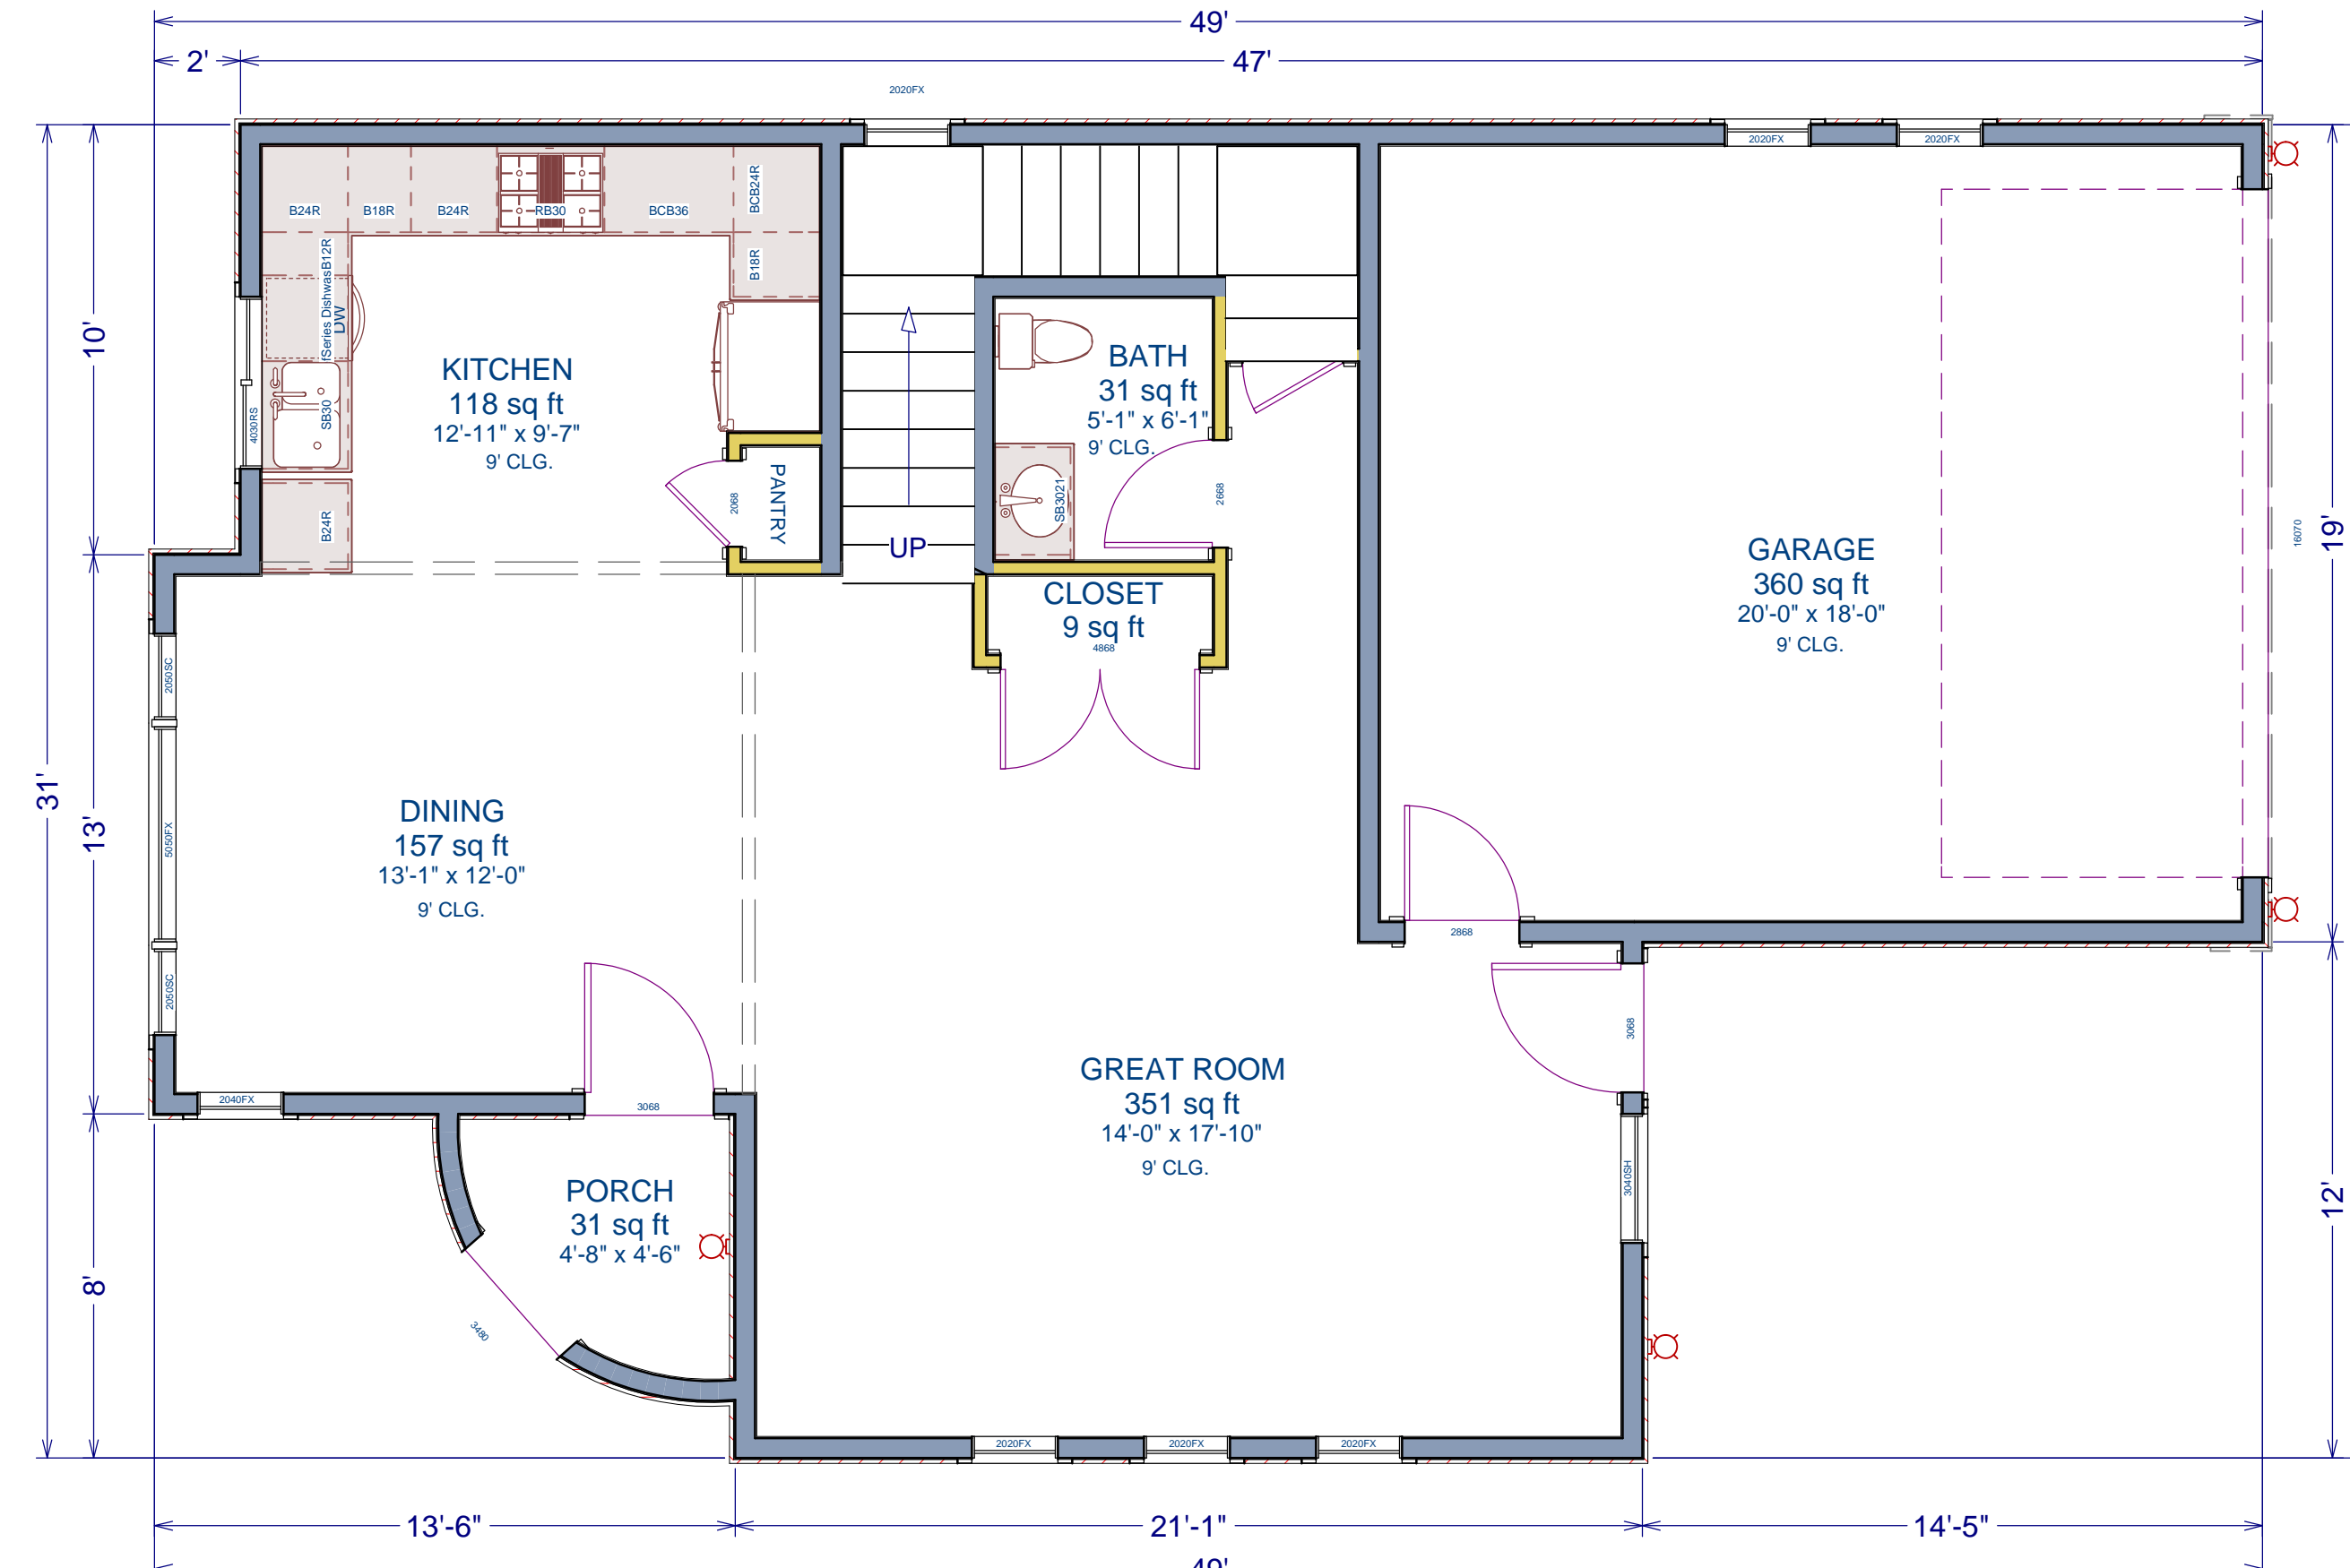 49'
2'
47'
2020FX
2020FX
2020FX
B24R
B18R
B24R
RB30
BCB36
BCB24R
B18R
fSeries DishwasB12R
DW
SB30
B24R
4030RS
KITCHEN
118 sq ft
12'-11" x 9'-7"
9' CLG.
PANTRY
2068
UP
BATH
31 sq ft
5'-1" x 6'-1"
9' CLG.
SB3021
2668
CLOSET
9 sq ft
4868
GARAGE
360 sq ft
20'-0" x 18'-0"
9' CLG.
16070
19'
10'
31'
13'
8'
2050SC
5050FX
2050SC
DINING
157 sq ft
13'-1" x 12'-0"
9' CLG.
2868
3068
2040FX
3068
GREAT ROOM
351 sq ft
14'-0" x 17'-10"
9' CLG.
3040SH
PORCH
31 sq ft
4'-8" x 4'-6"
3480
12'
2020FX
2020FX
2020FX
13'-6"
21'-1"
14'-5"
49'